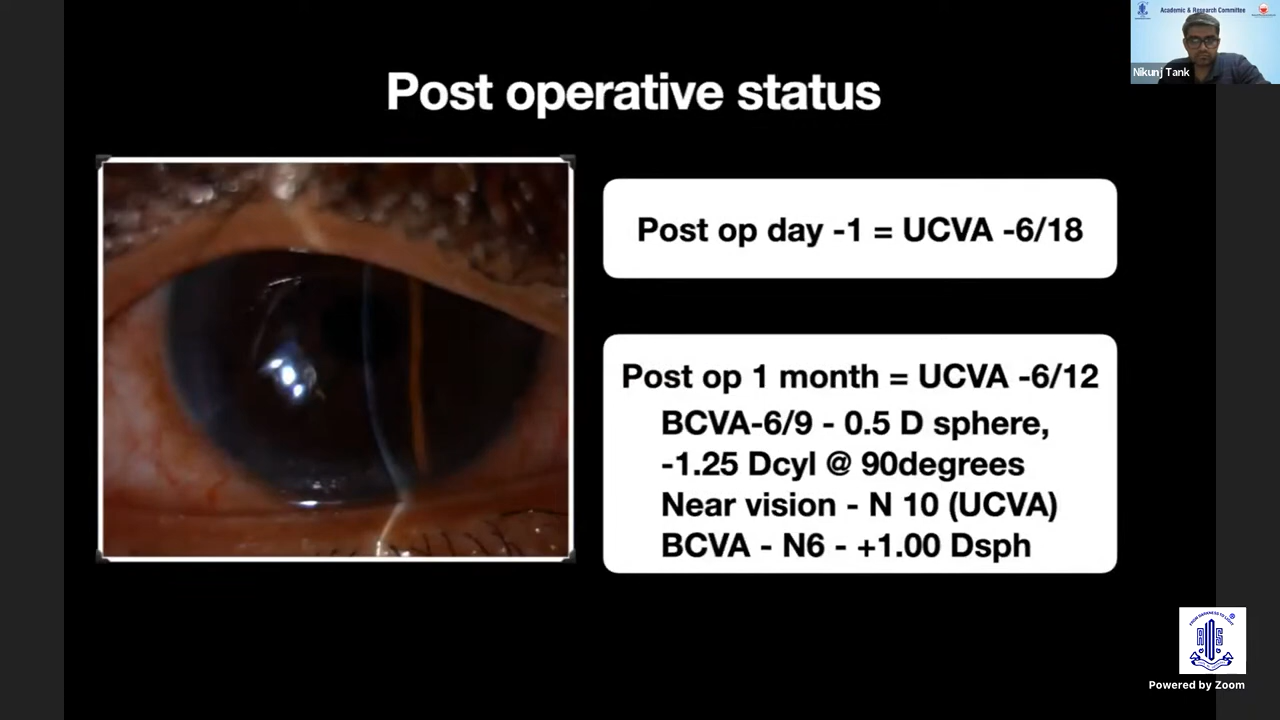 Academic & Research Committee
Nikunj Tank
Post operative status
Post op day -1 = UCVA -6/18
Post op 1 month = UCVA -6/12
BCVA-6/9 - 0.5 D sphere,
-1.25 Dcyl @ 90degrees
Near vision - N 10 (UCVA)
BCVA - N6 - +1.00 Dsph
Powered by Zoom